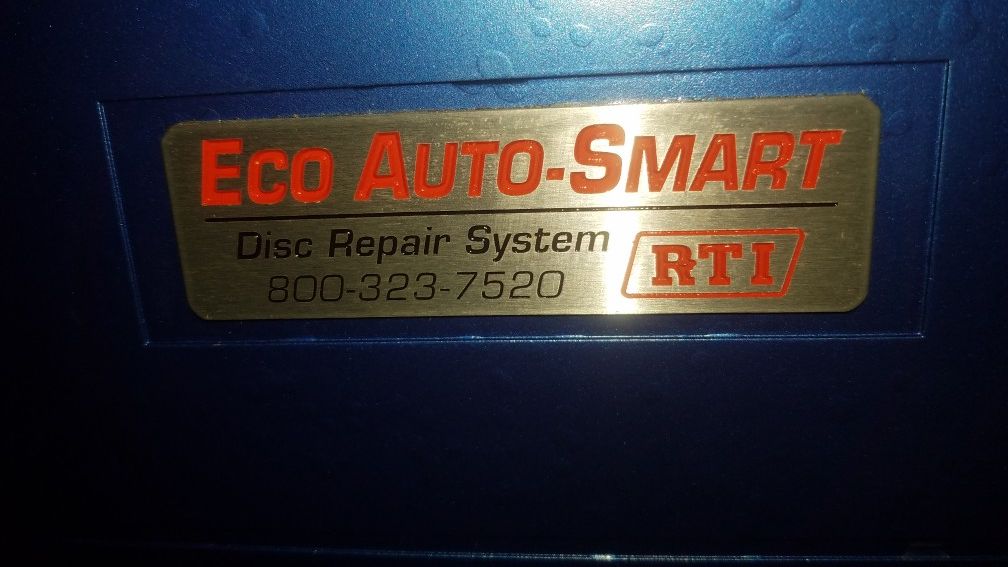 ECO AUTO-SMART
Disc Repair System
800-323-7520
RTI